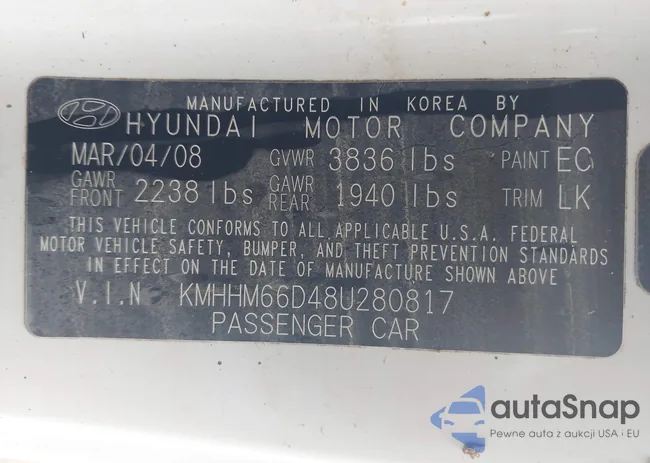 MANUFACTURED IN KOREA BY
HYUNDAI MOTOR COMPANY
MAR/04/08 GVWR 3836 lbs PAINT EC
GAWR FRONT 2238 lbs GAWR REAR 1940 lbs TRIM LK
THIS VEHICLE CONFORMS TO ALL APPLICABLE U.S.A. FEDERAL
MOTOR VEHICLE SAFETY, BUMPER, AND THEFT PREVENTION STANDARDS
IN EFFECT ON THE DATE OF MANUFACTURE SHOWN ABOVE
V.I.N KMHHM66D48U280817
PASSENGER CAR
autaSnap
Pewne auta z aukcji USA i EU